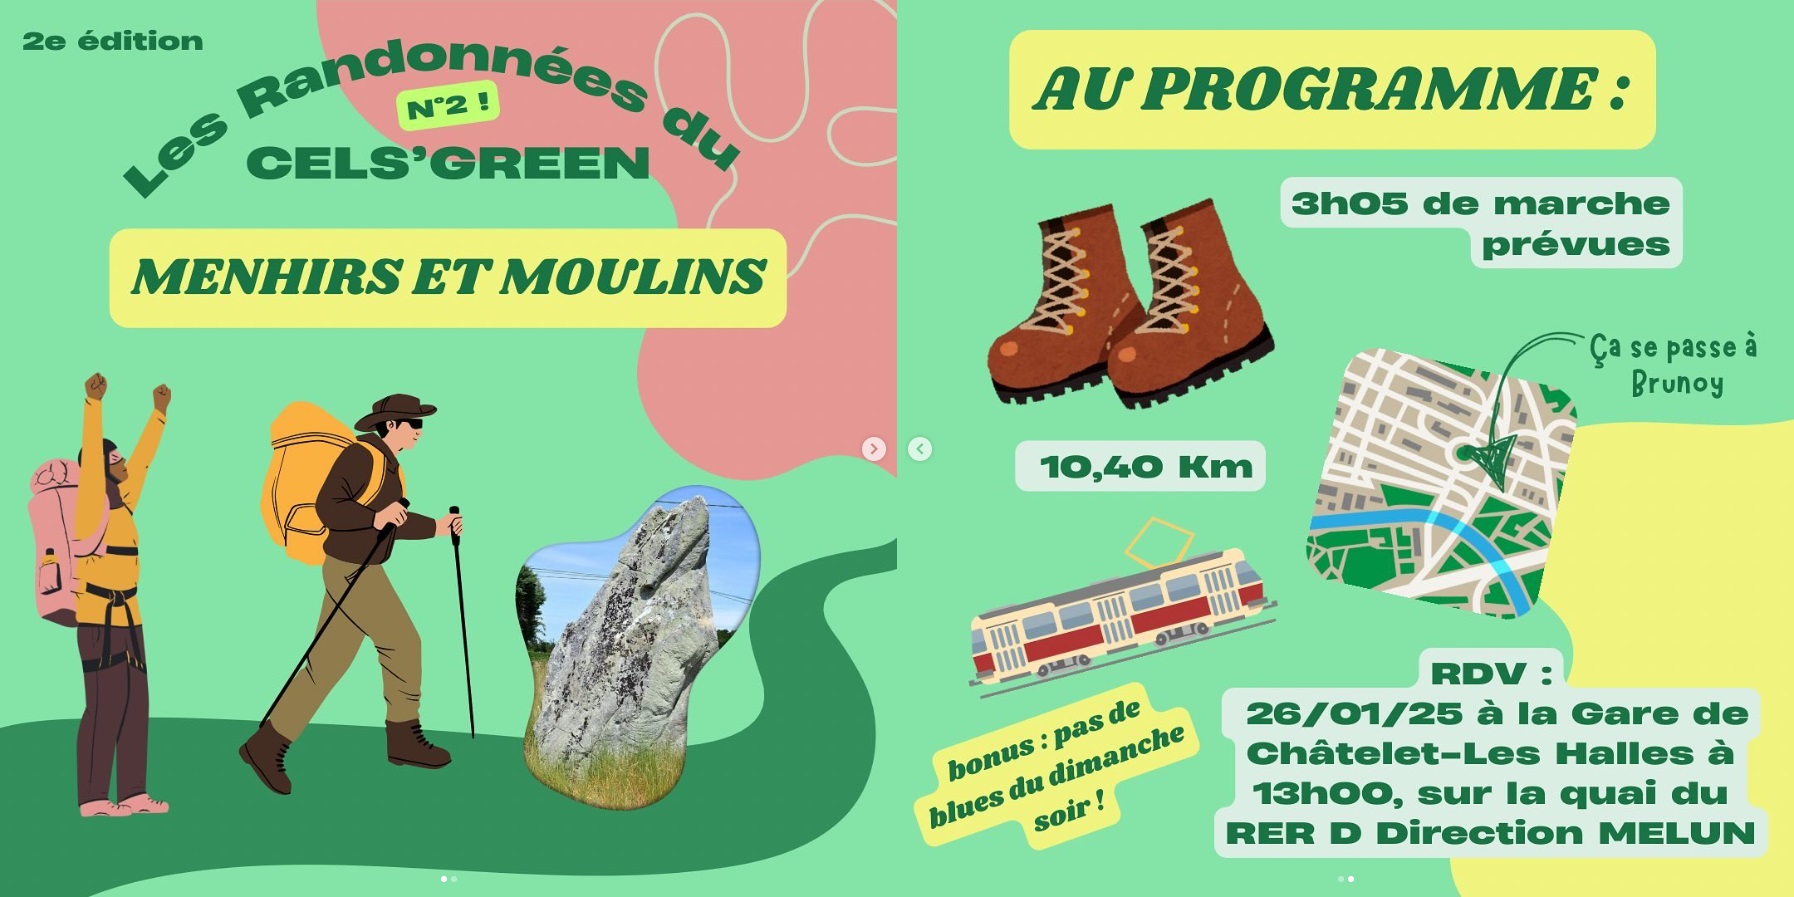 2e édition
Les Randonnées du
N°2 !
CELS'GREEN
MENHIRS ET MOULINS
AU PROGRAMME :
3h05 de marche
prévues
Ça se passe à
Brunoy
10,40 Km
bonus : pas de
blues du dimanche
soir !
RDV :
26/01/25 à la Gare de
Châtelet-Les Halles à
13h00, sur la quai du
RER D Direction MELUN